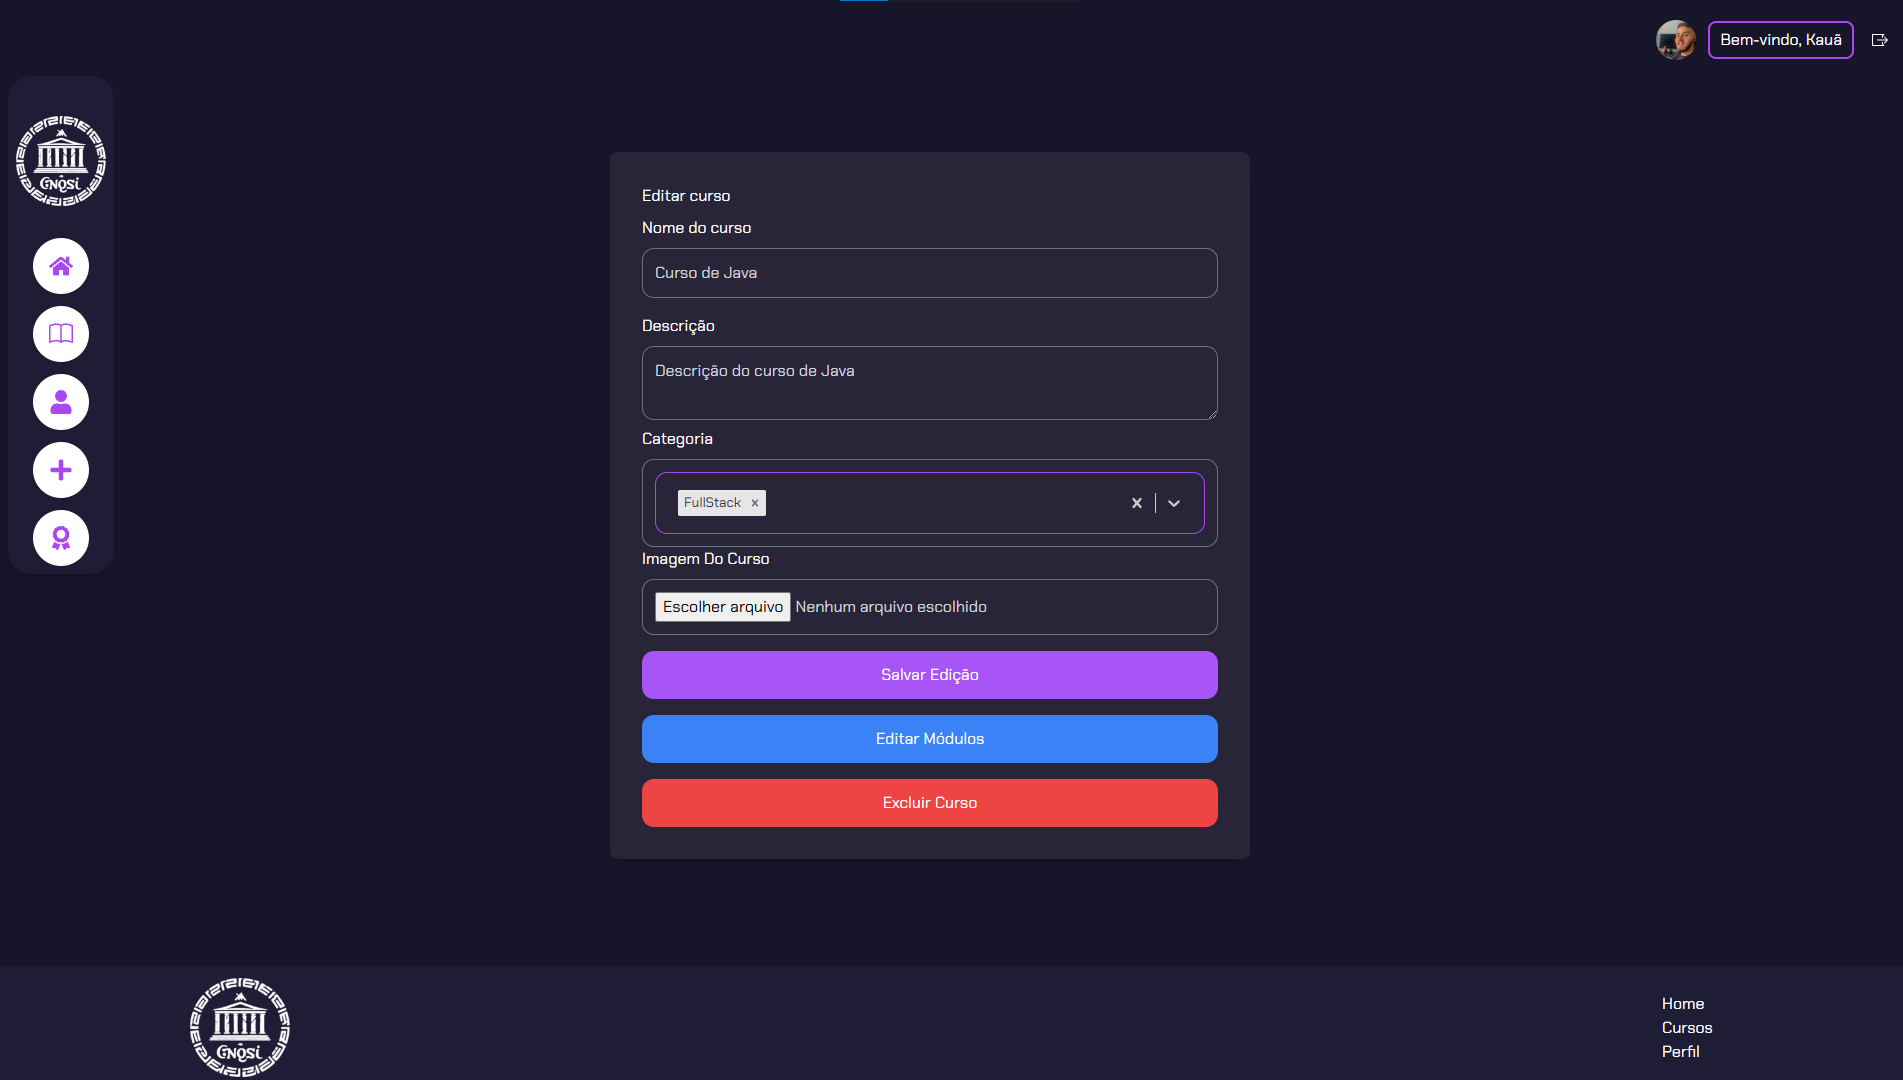 Bem-vindo, Kauã
GNOSI
Editar curso
Nome do curso
Curso de Java
Descrição
Descrição do curso de Java
Categoria
FullStack
Imagem Do Curso
Escolher arquivo Nenhum arquivo escolhido
Salvar Edição
Editar Módulos
Excluir Curso
GNOSI
Home
Cursos
Perfil